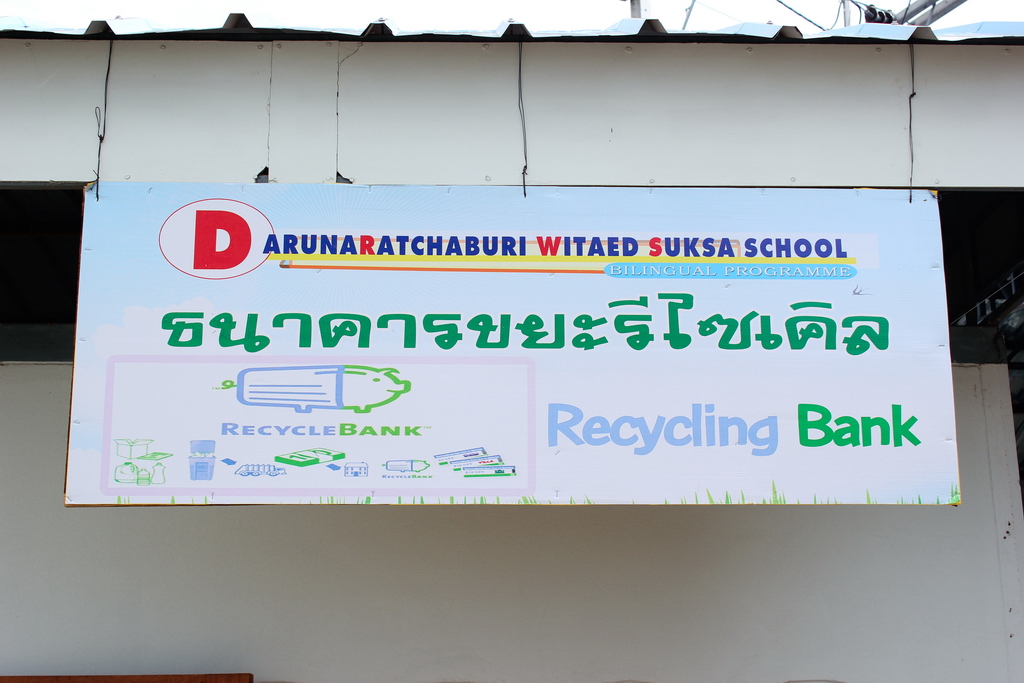 DARUNARATCHABURI WITAED SUKSA SCHOOL
BILINGUAL PROGRAMME
ธนาคารขยะรีไซเคิล
RECYCLEBANK™
Recycling Bank
RECYCLEBANK